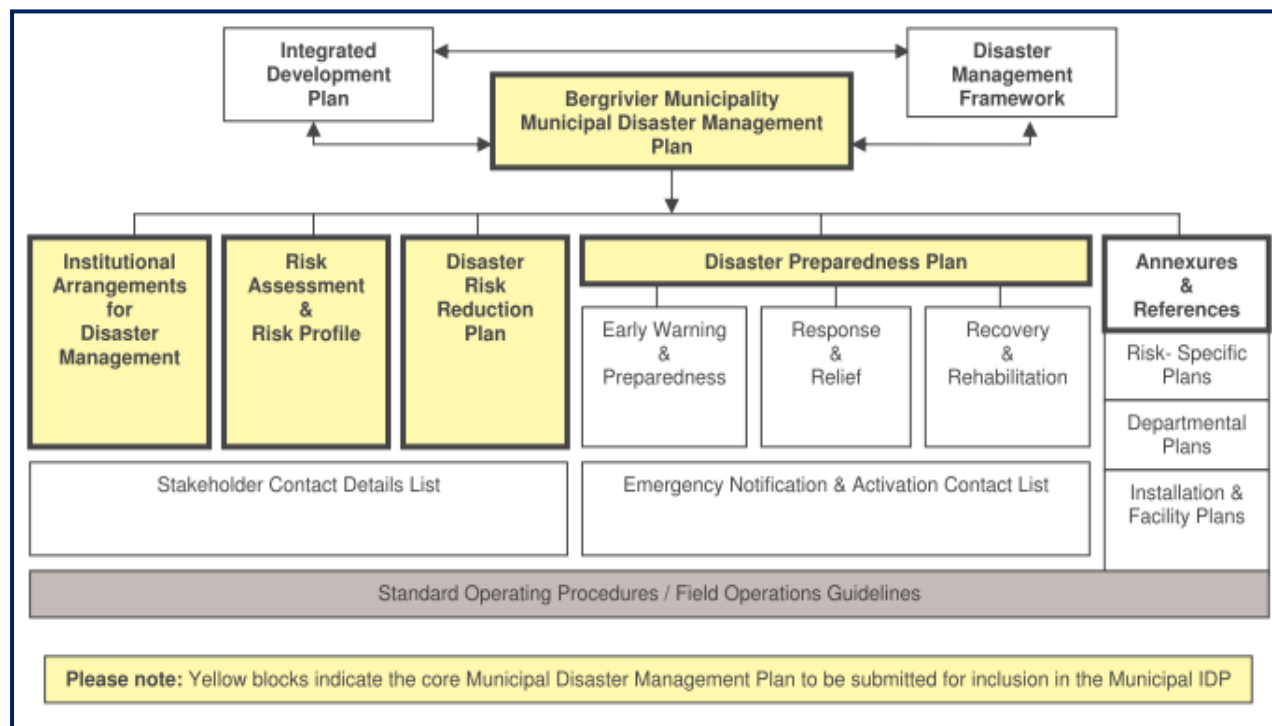 Integrated
Development
Plan
Disaster
Management
Framework
Bergrivier Municipality
Municipal Disaster Management
Plan
Institutional
Arrangements
for
Disaster
Management
Risk
Assessment
&
Risk Profile
Disaster
Risk
Reduction
Plan
Disaster Preparedness Plan
Early Warning
&
Preparedness
Response
&
Relief
Recovery
&
Rehabilitation
Annexures
&
References
Risk- Specific
Plans
Departmental
Plans
Installation &
Facility Plans
Stakeholder Contact Details List
Emergency Notification & Activation Contact List
Standard Operating Procedures / Field Operations Guidelines
Please note: Yellow blocks indicate the core Municipal Disaster Management Plan to be submitted for inclusion in the Municipal IDP